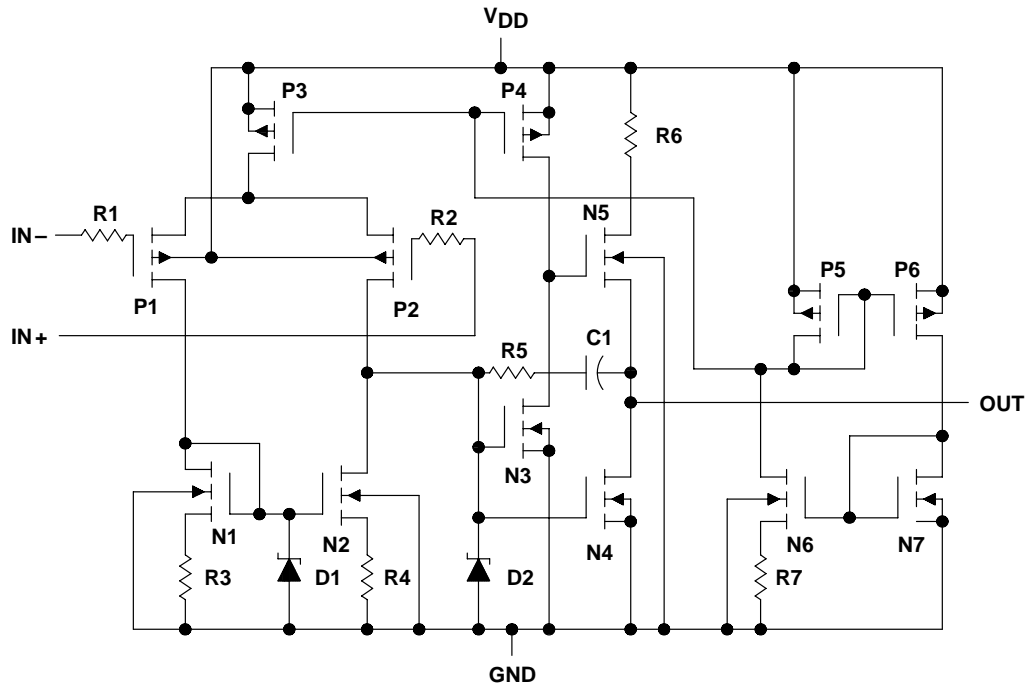 VDD
P3
P4
R6
R1
R2
N5
IN−
P5
P6
P1
P2
IN+
R5
C1
OUT
N3
N1
N2
N4
N6
N7
R3
D1
R4
D2
R7
GND